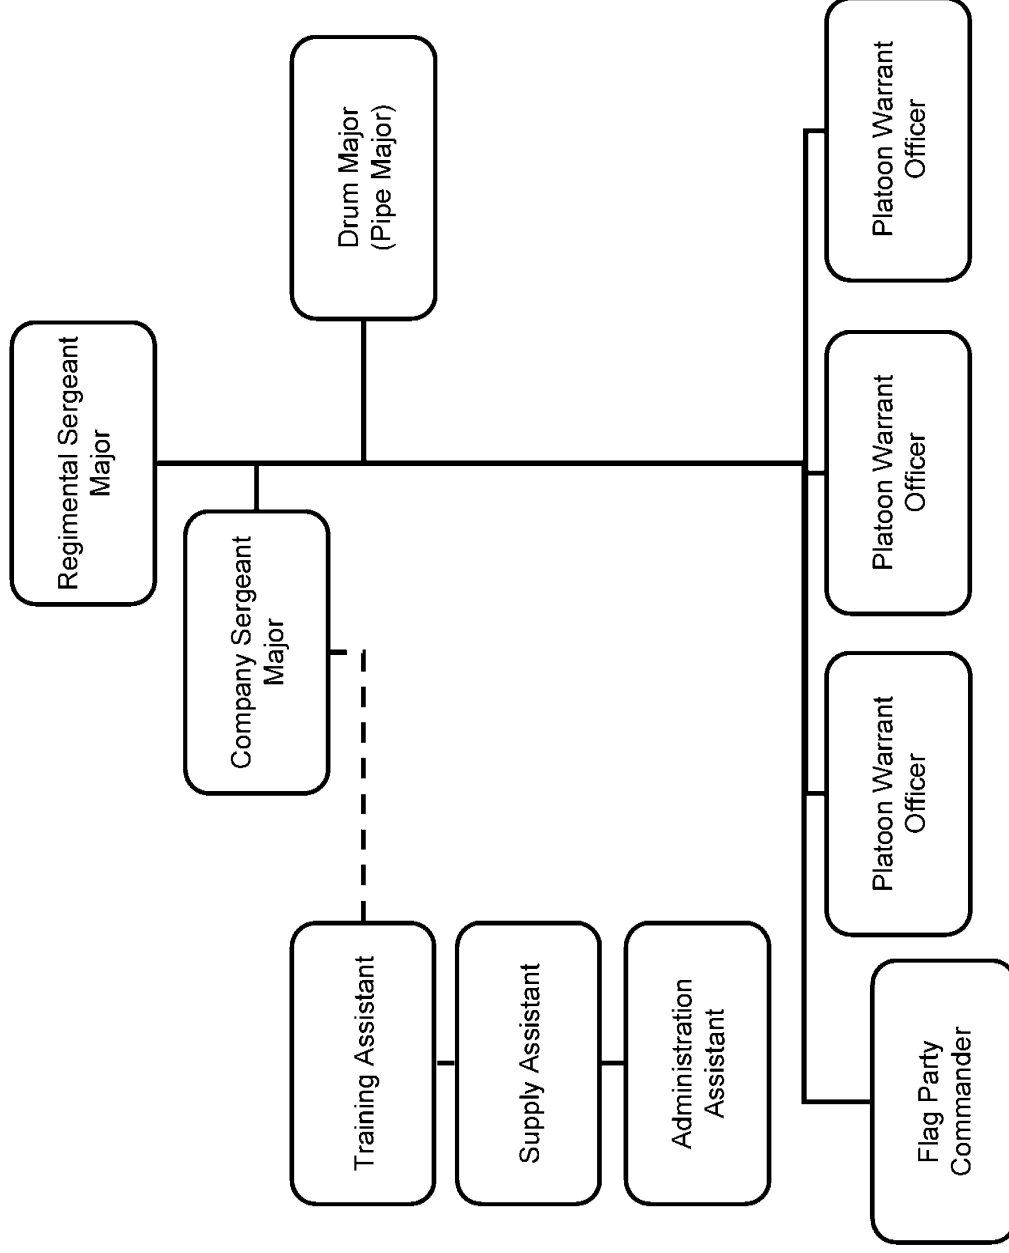 Regimental Sergeant
Major
Company Sergeant
Major
Drum Major
(Pipe Major)
Training Assistant
Supply Assistant
Administration
Assistant
Flag Party
Commander
Platoon Warrant
Officer
Platoon Warrant
Officer
Platoon Warrant
Officer